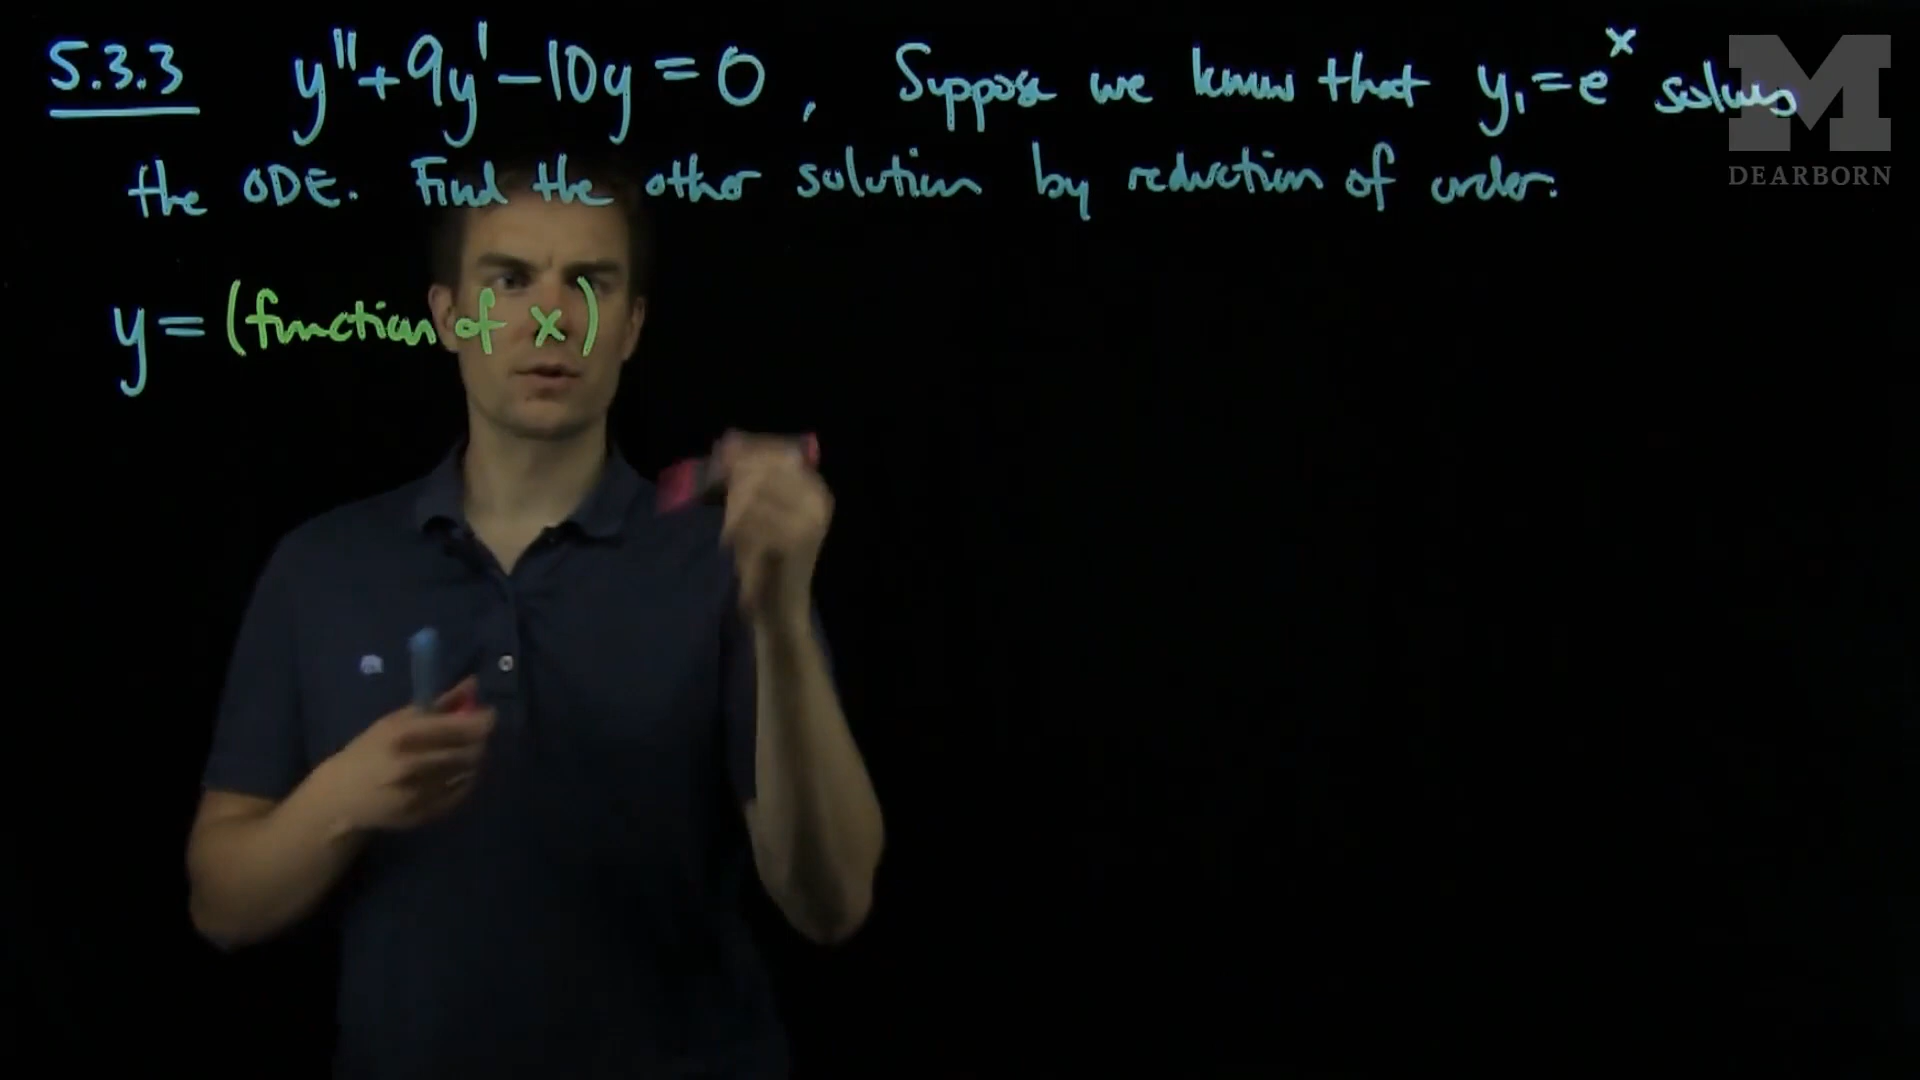 5.3.3 y''+9y'-10y=0, Suppose we know that y₁=eˣ solves
the ODE. Find the other solution by reduction of order.
y=(function of x)
M
DEARBORN